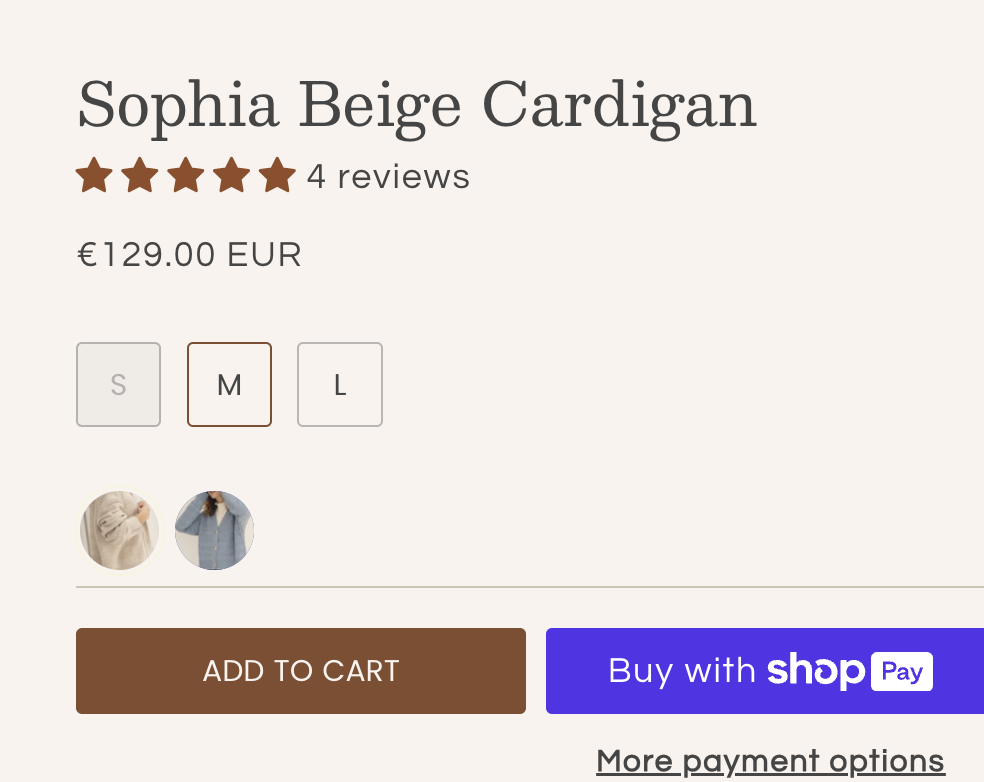 Sophia Beige Cardigan
4 reviews
€129.00 EUR
S M L
ADD TO CART
Buy with shop Pay
More payment options